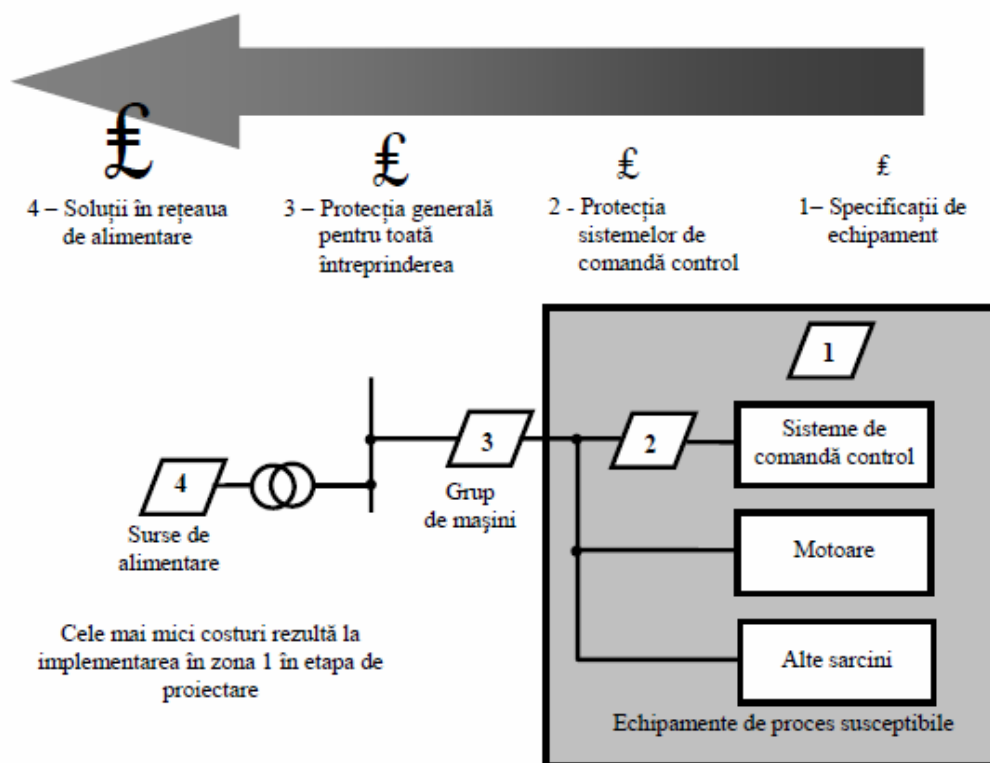 ₤
₤
₤
₤
4 – Soluții în rețeaua
de alimentare
3 – Protecția generală
pentru toată
întreprinderea
2 - Protecția
sistemelor de
comandă control
1– Specificații de
echipament
1
Sisteme de
comandă control
2
3
4
Grup
de maşini
Surse de
alimentare
Motoare
Cele mai mici costuri rezultă la
implementarea în zona 1 în etapa de
proiectare
Alte sarcini
Echipamente de proces susceptibile